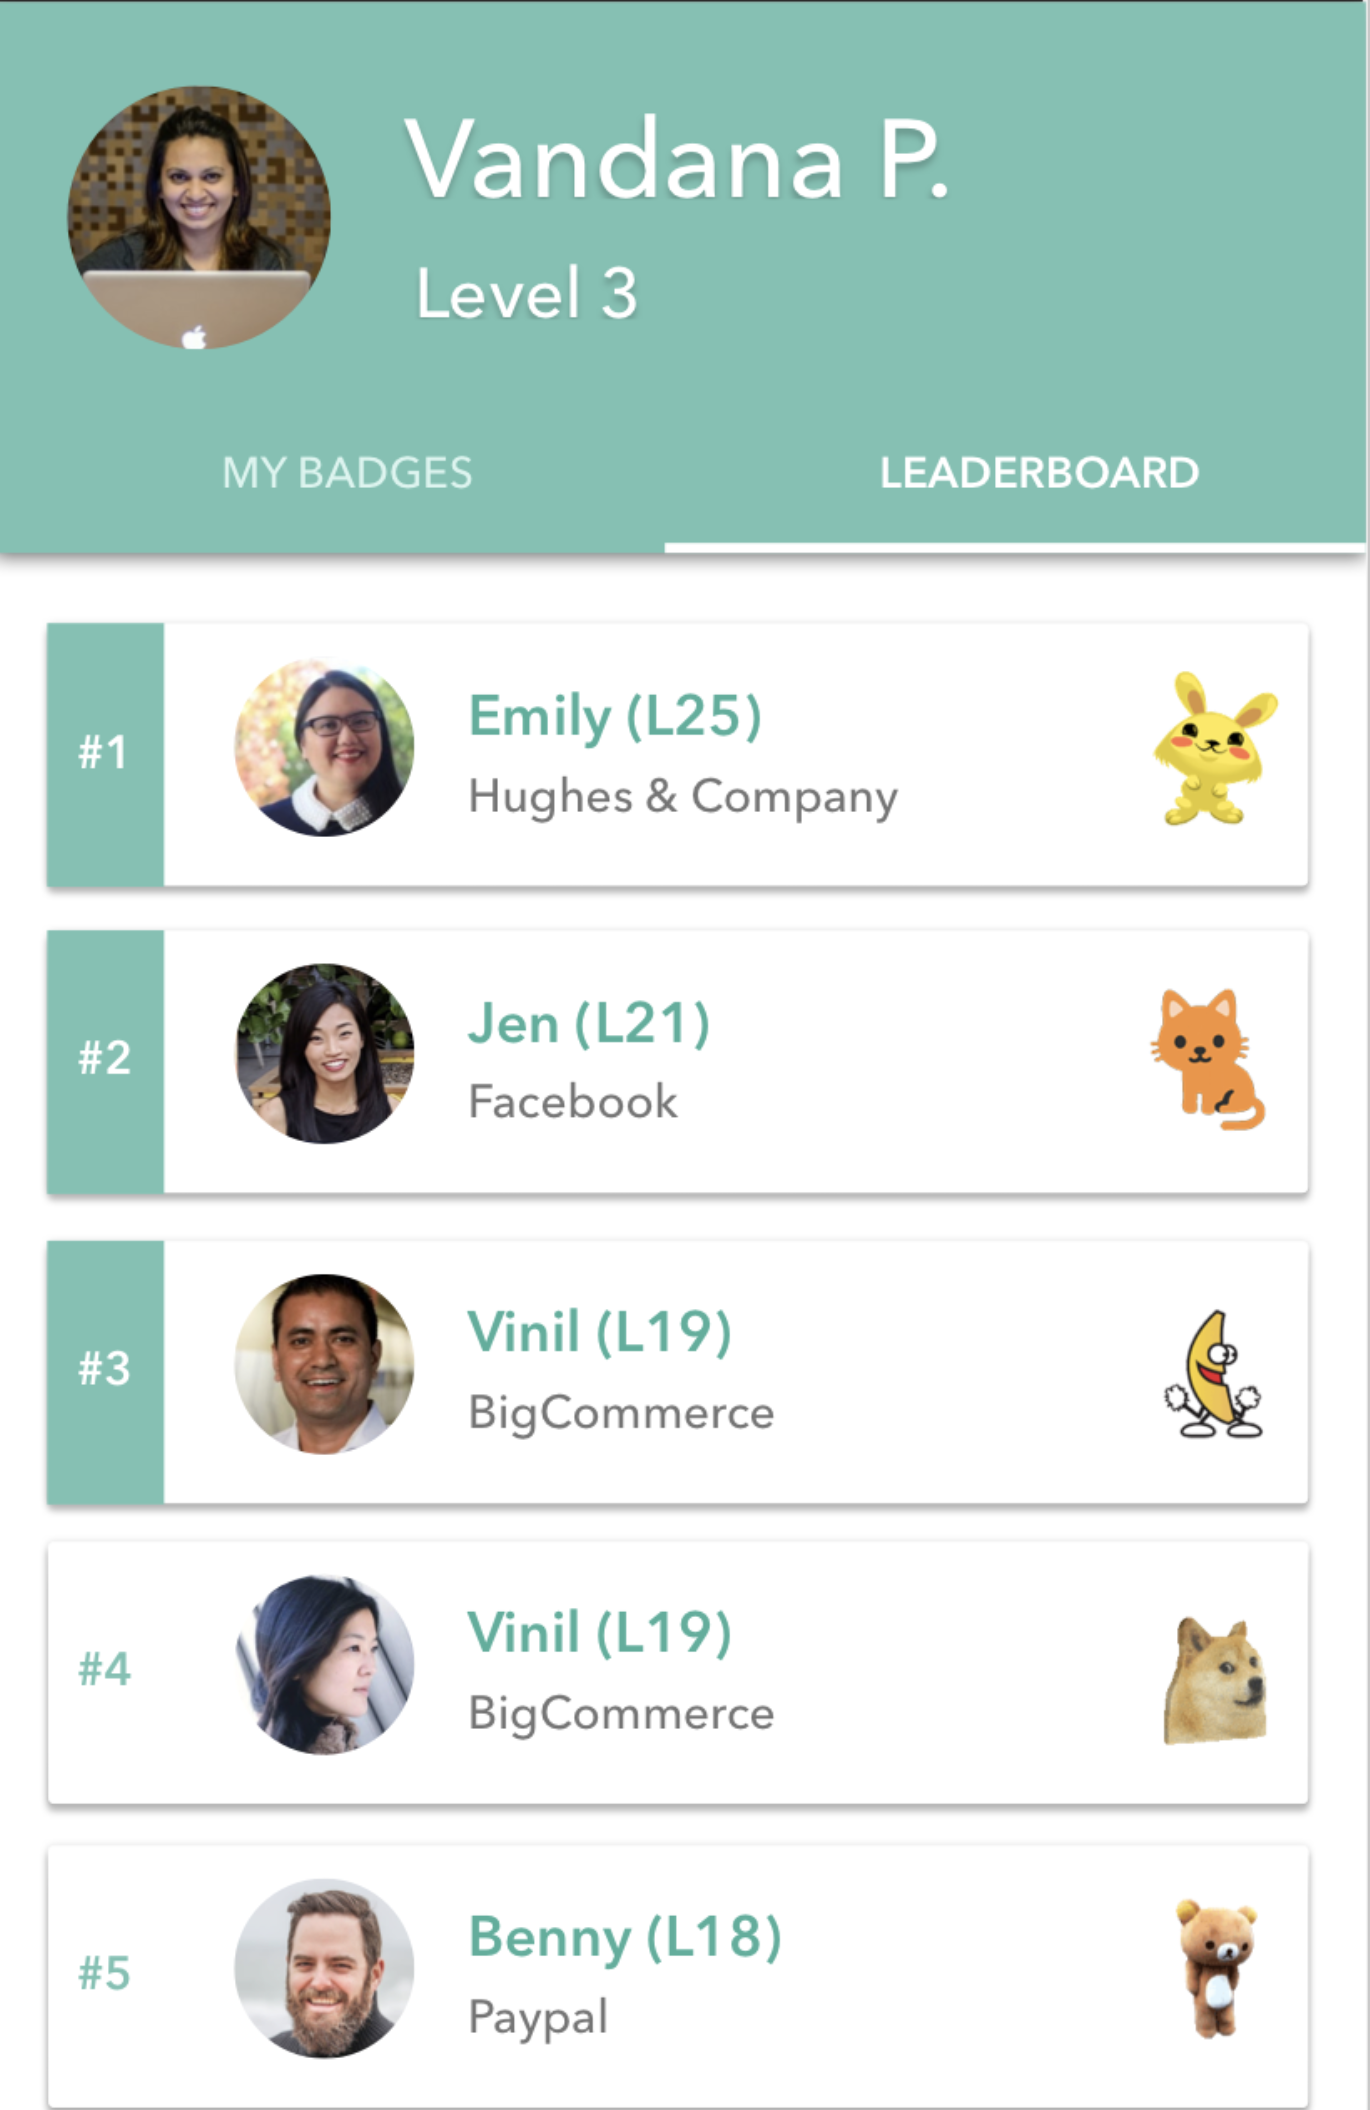 Vandana P.
Level 3
MY BADGES
LEADERBOARD
#1
Emily (L25)
Hughes & Company
#2
Jen (L21)
Facebook
#3
Vinil (L19)
BigCommerce
#4
Vinil (L19)
BigCommerce
#5
Benny (L18)
Paypal